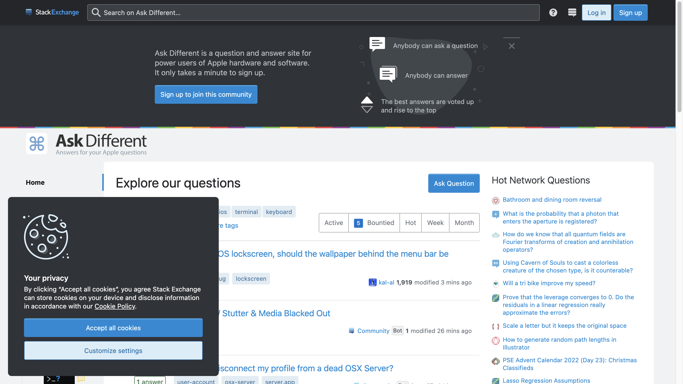 StackExchange
Search on Ask Different…
Log in
Sign up
Ask Different is a question and answer site for
power users of Apple hardware and software.
It only takes a minute to sign up.
Sign up to join this community
Anybody can ask a question
Anybody can answer
The best answers are voted up
and rise to the top
Ask Different
Answers for your Apple questions
Home
Explore our questions
Ask Question
ios
terminal
keyboard
re tags
Active
5
Bountied
Hot
Week
Month
OS lockscreen, should the wallpaper behind the menu bar be
ug
lockscreen
kai-al 1,919 modified 3 mins ago
/ Stutter & Media Blacked Out
Community Bot 1 modified 26 mins ago
sconnect my profile from a dead OSX Server?
1 answer
user-account
osx-server
server.app
Your privacy
By clicking “Accept all cookies”, you agree Stack Exchange
can store cookies on your device and disclose information
in accordance with our Cookie Policy.
Accept all cookies
Customize settings
Hot Network Questions
Bathroom and dining room reversal
What is the probability that a photon that
enters the aperture is registered?
How do we know that all quantum fields are
Fourier transforms of creation and annihilation
operators?
Using Cavern of Souls to cast a colorless
creature of the chosen type, is it counterable?
Will a tri bike improve my speed?
Prove that the leverage converges to 0. Do the
residuals in a linear regression really
approximate the errors?
Scale a letter but it keeps the original space
How to generate random path lengths in
Illustrator
PSE Advent Calendar 2022 (Day 23): Christmas
Classifieds
Lasso Regression Assumptions